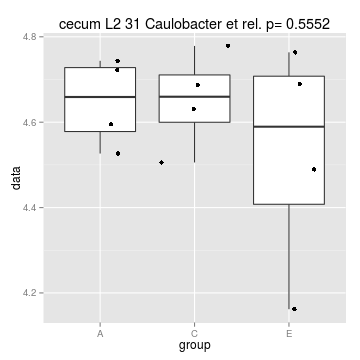 cecum L2 31 Caulobacter et rel. p= 0.5552
4.8
4.6
4.4
4.2
data
A C E
group